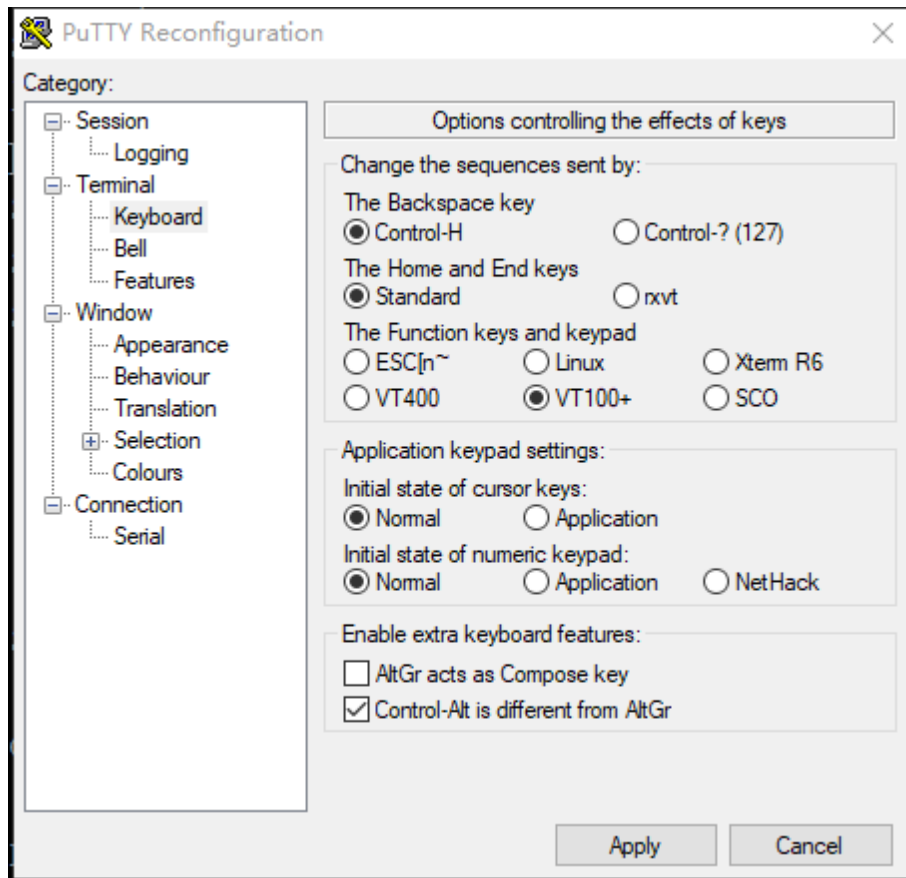 PuTTY Reconfiguration
Category:
Session
Logging
Terminal
Keyboard
Bell
Features
Window
Appearance
Behaviour
Translation
Selection
Colours
Connection
Serial
Options controlling the effects of keys
Change the sequences sent by:
The Backspace key
Control-H Control-? (127)
The Home and End keys
Standard rxvt
The Function keys and keypad
ESC[n~ Linux Xterm R6
VT400 VT100+ SCO
Application keypad settings:
Initial state of cursor keys:
Normal Application
Initial state of numeric keypad:
Normal Application NetHack
Enable extra keyboard features:
AltGr acts as Compose key
Control-Alt is different from AltGr
Apply Cancel